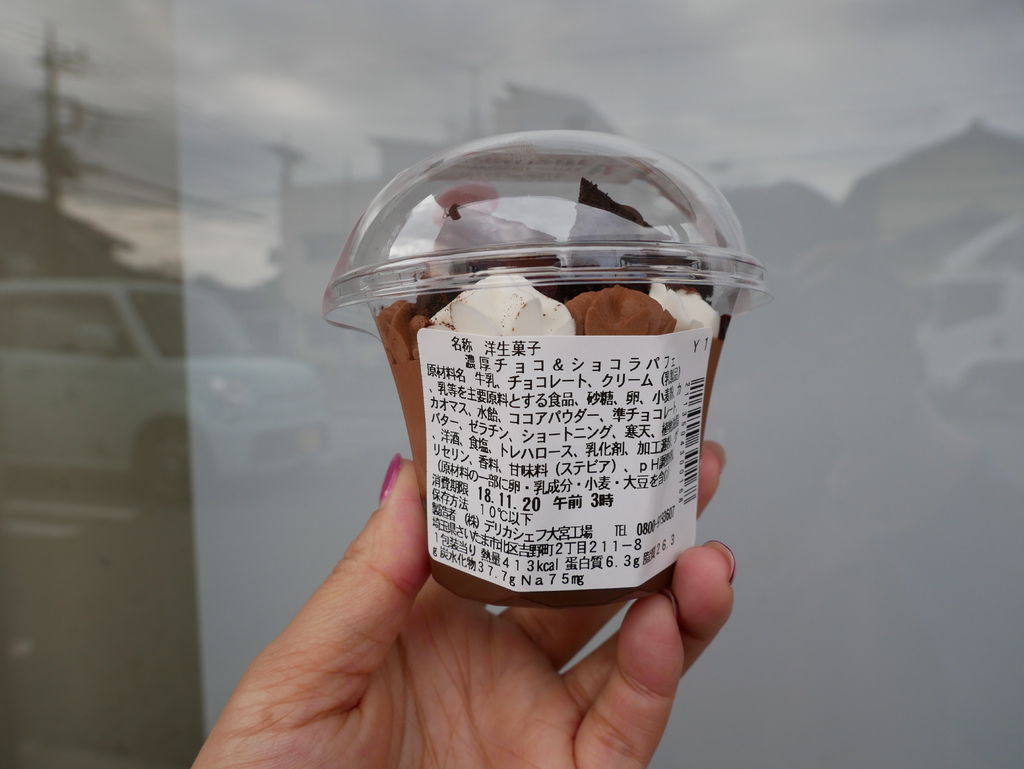 Y1
名称 洋生菓子
濃厚チョコ&ショコラパフェ
原材料名 牛乳、チョコレート、クリーム(乳製品)
、乳等を主要原料とする食品、砂糖、卵、小麦粉、カ
カオマス、水飴、ココアパウダー、準チョコレート
バター、ゼラチン、ショートニング、寒天、植物
、洋酒、食塩、トレハロース、乳化剤、加工澱粉
リセリン、香料、甘味料(ステビア)、pH
(原材料の一部に卵・乳成分・小麦・大豆を含
消費期限 18.11.20 午前 3時
保存方法 10℃以下
製造者 (株)デリカシェフ大宮工場 TEL 0800-
埼玉県さいたま市北区吉野町2丁目211-8
1包装当り 熱量413kcal 蛋白質6.3g 脂質26.3
g 炭水化物37.7g Na75mg